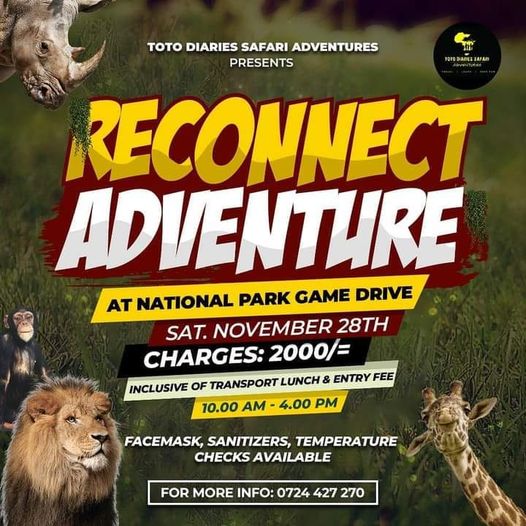 TOTO DIARIES SAFARI ADVENTURES
PRESENTS
TOTO DIARIES SAFARI
Adventures
RECONNECT
ADVENTURE
AT NATIONAL PARK GAME DRIVE
SAT. NOVEMBER 28TH
CHARGES: 2000/=
INCLUSIVE OF TRANSPORT LUNCH & ENTRY FEE
10.00 AM - 4.00 PM
FACEMASK, SANITIZERS, TEMPERATURE
CHECKS AVAILABLE
FOR MORE INFO: 0724 427 270